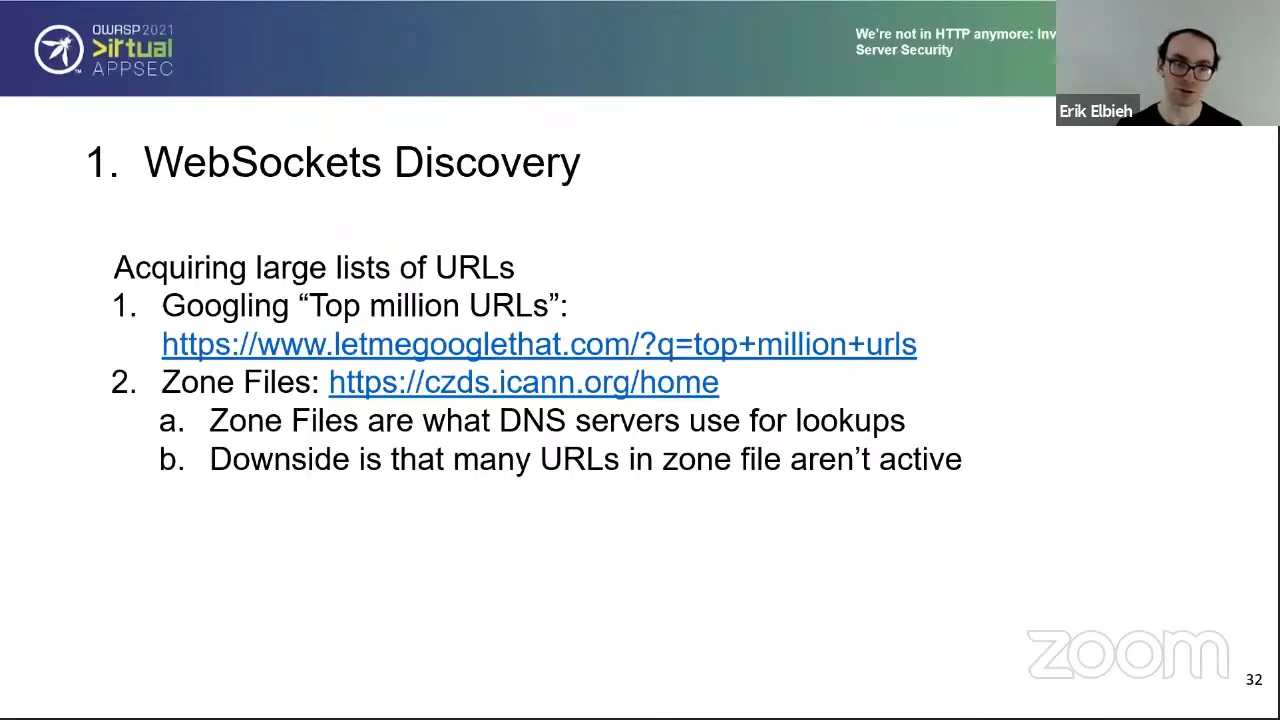 OWASP 2021
Virtual
APPSEC
We're not in HTTP anymore: Inv
Server Security
Erik Elbieh
1. WebSockets Discovery
Acquiring large lists of URLs
1. Googling “Top million URLs”:
https://www.letmegooglethat.com/?q=top+million+urls
2. Zone Files: https://czds.icann.org/home
a. Zone Files are what DNS servers use for lookups
b. Downside is that many URLs in zone file aren’t active
zoom
32